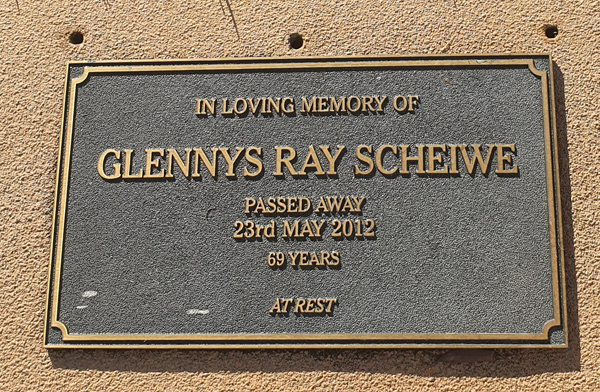 IN LOVING MEMORY OF
GLENNYS RAY SCHEIWE
PASSED AWAY
23rd MAY 2012
69 YEARS
AT REST